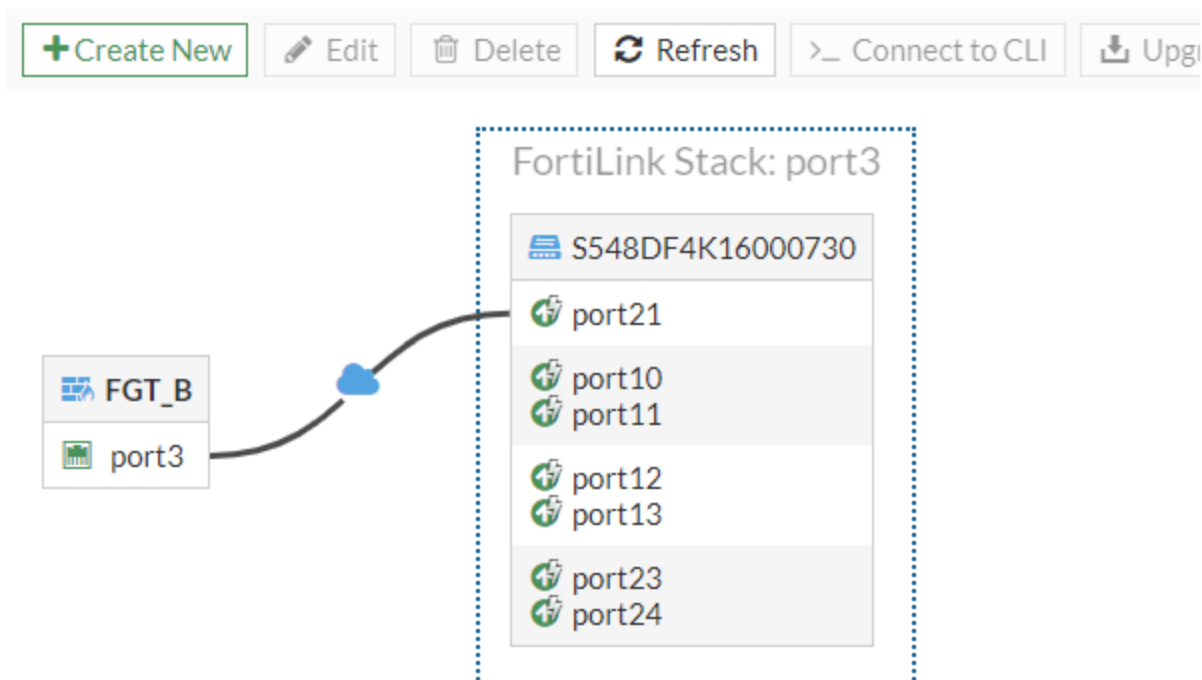 Create New Edit Delete Refresh >_ Connect to CLI
FortiLink Stack: port3
S548DF4K16000730
port21
port10
port11
FGT_B
port3
port12
port13
port23
port24